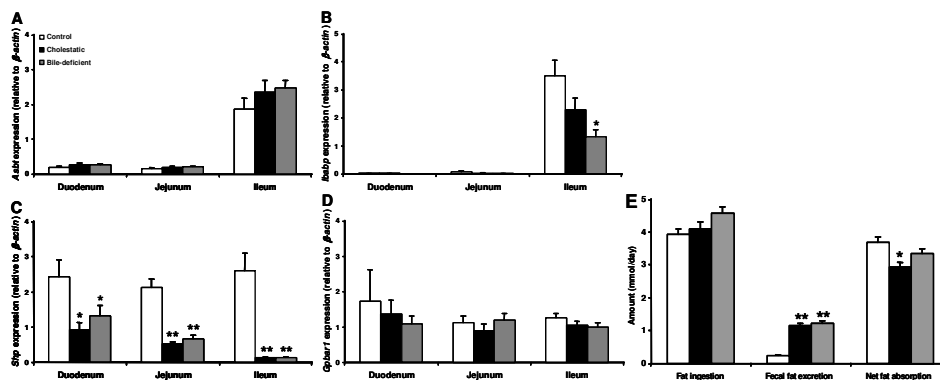 A
Asbt expression (relative to β-actin)
4
3
2
1
0
Control
Cholestatic
Bile-deficient
Duodenum
Jejunum
Ileum
B
Ibabp expression (relative to β-actin)
5
4
3
2
1
0
*
Duodenum
Jejunum
Ileum
C
Shp expression (relative to β-actin)
4
3
2
1
0
*
*
**
**
**
**
Duodenum
Jejunum
Ileum
D
Gpbar1 expression (relative to β-actin)
4
3
2
1
0
Duodenum
Jejunum
Ileum
E
Amount (mmol/day)
5
4
3
2
1
0
**
**
*
Fat ingestion
Fecal fat excretion
Net fat absorption